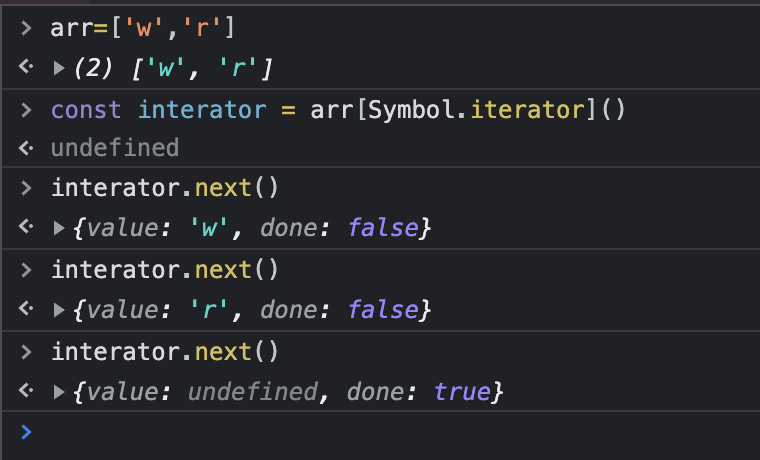 > arr=['w','r']
<· ▶ (2) ['w', 'r']
> const interator = arr[Symbol.iterator]()
<· undefined
> interator.next()
<· ▶ {value: 'w', done: false}
> interator.next()
<· ▶ {value: 'r', done: false}
> interator.next()
<· ▶ {value: undefined, done: true}
>